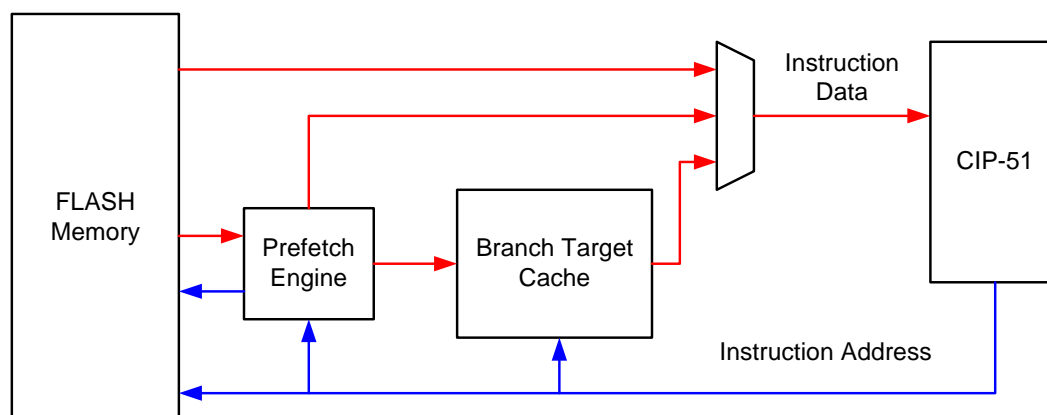 FLASH
Memory
Prefetch
Engine
Branch Target
Cache
Instruction
Data
CIP-51
Instruction Address